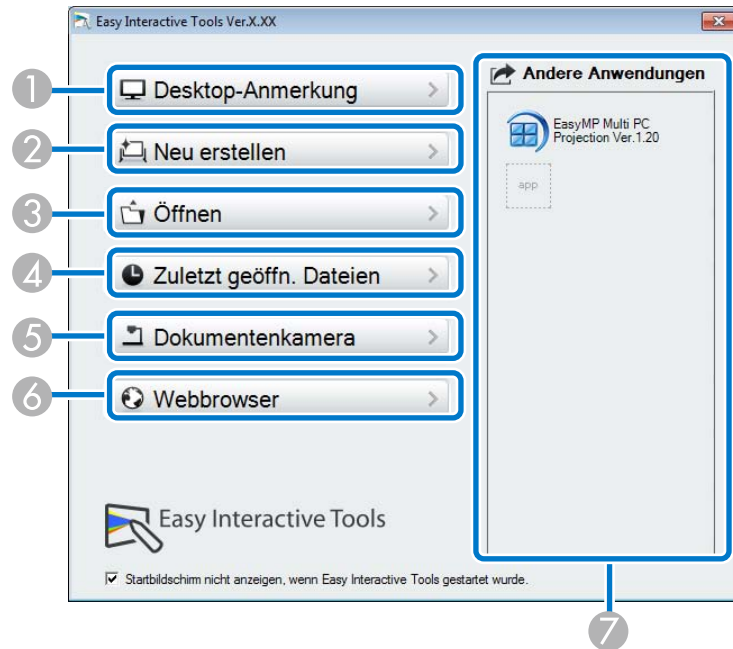 Easy Interactive Tools Ver.X.XX
1 Desktop-Anmerkung
2 Neu erstellen
3 Öffnen
4 Zuletzt geöffn. Dateien
5 Dokumentenkamera
6 Webbrowser
Andere Anwendungen
EasyMP Multi PC
Projection Ver.1.20
app
Easy Interactive Tools
Startbildschirm nicht anzeigen, wenn Easy Interactive Tools gestartet wurde.
7